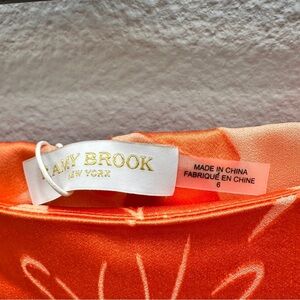 AMY BROOK
NEW YORK
MADE IN CHINA
FABRIQUÉ EN CHINE
6